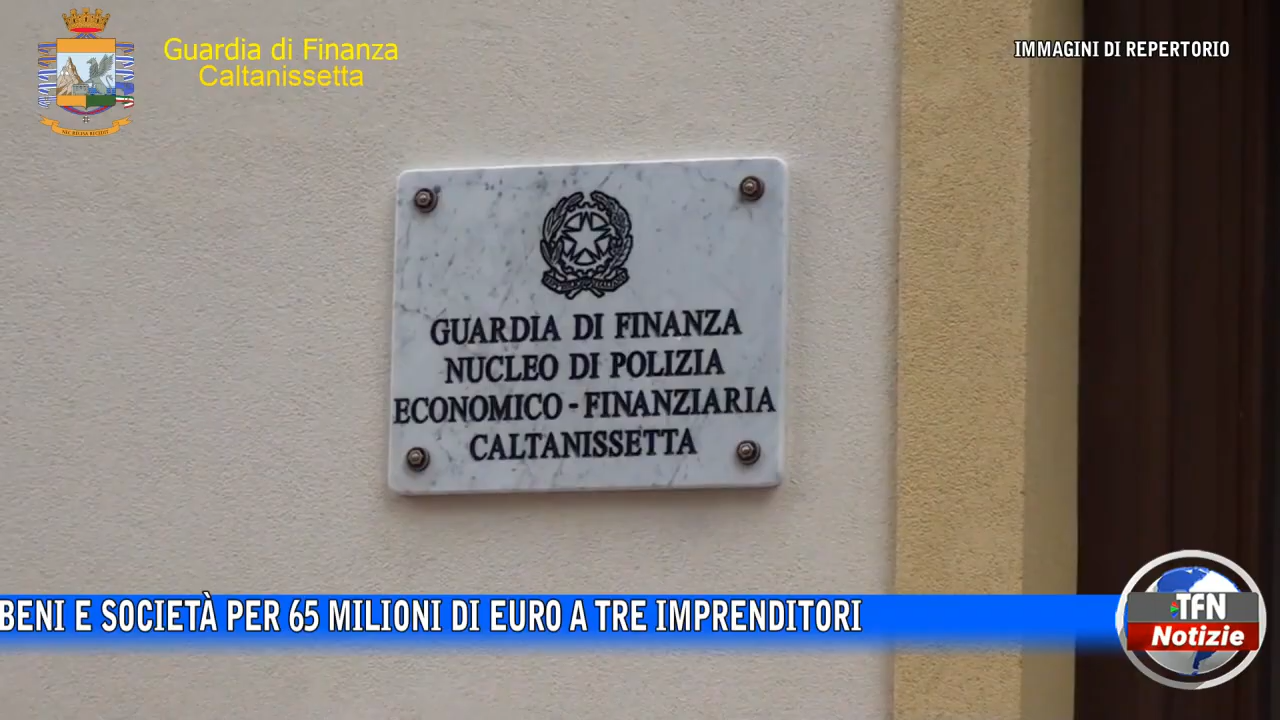 Guardia di Finanza
Caltanissetta
IMMAGINI DI REPERTORIO
GUARDIA DI FINANZA
NUCLEO DI POLIZIA
ECONOMICO - FINANZIARIA
CALTANISSETTA
BENI E SOCIETÀ PER 65 MILIONI DI EURO A TRE IMPRENDITORI
TFN
Notizie